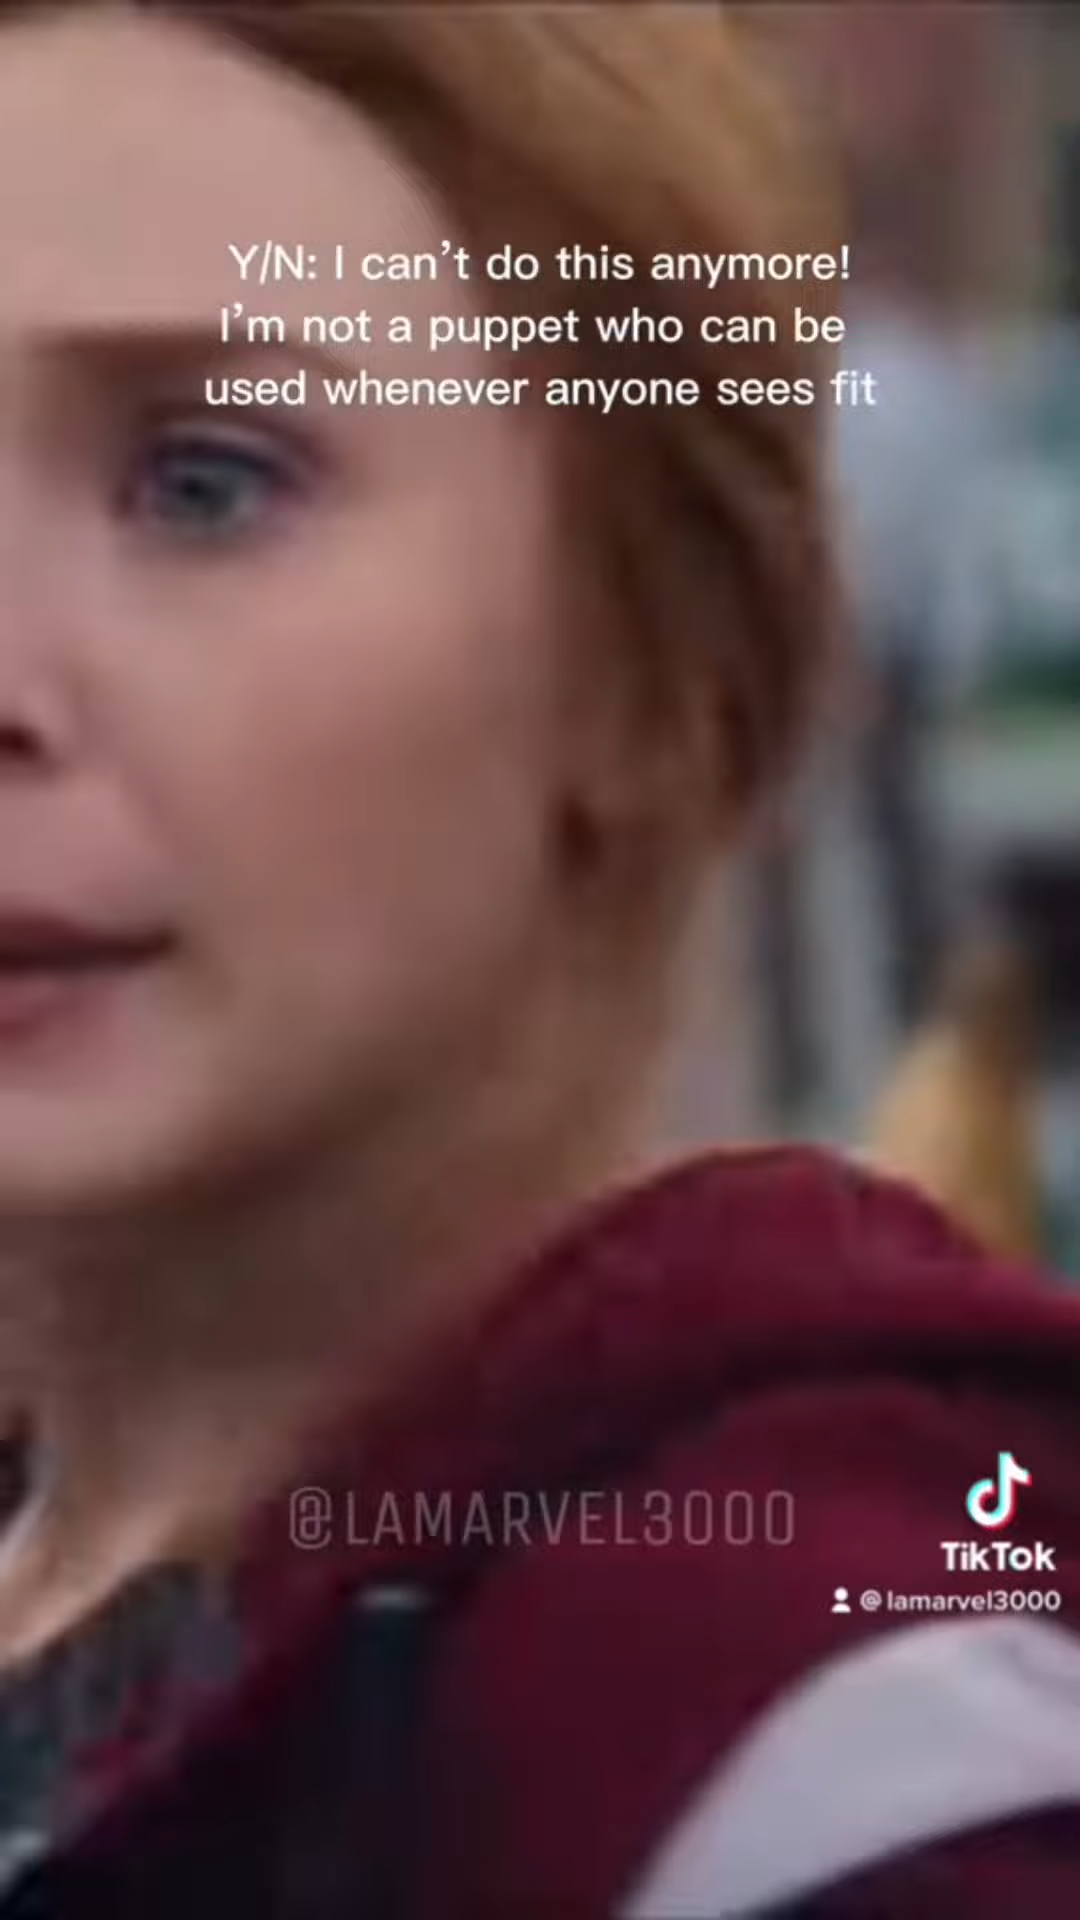 Y/N: I can't do this anymore!
I'm not a puppet who can be
used whenever anyone sees fit
@LAMARVEL3000
TikTok
@lamarvel3000